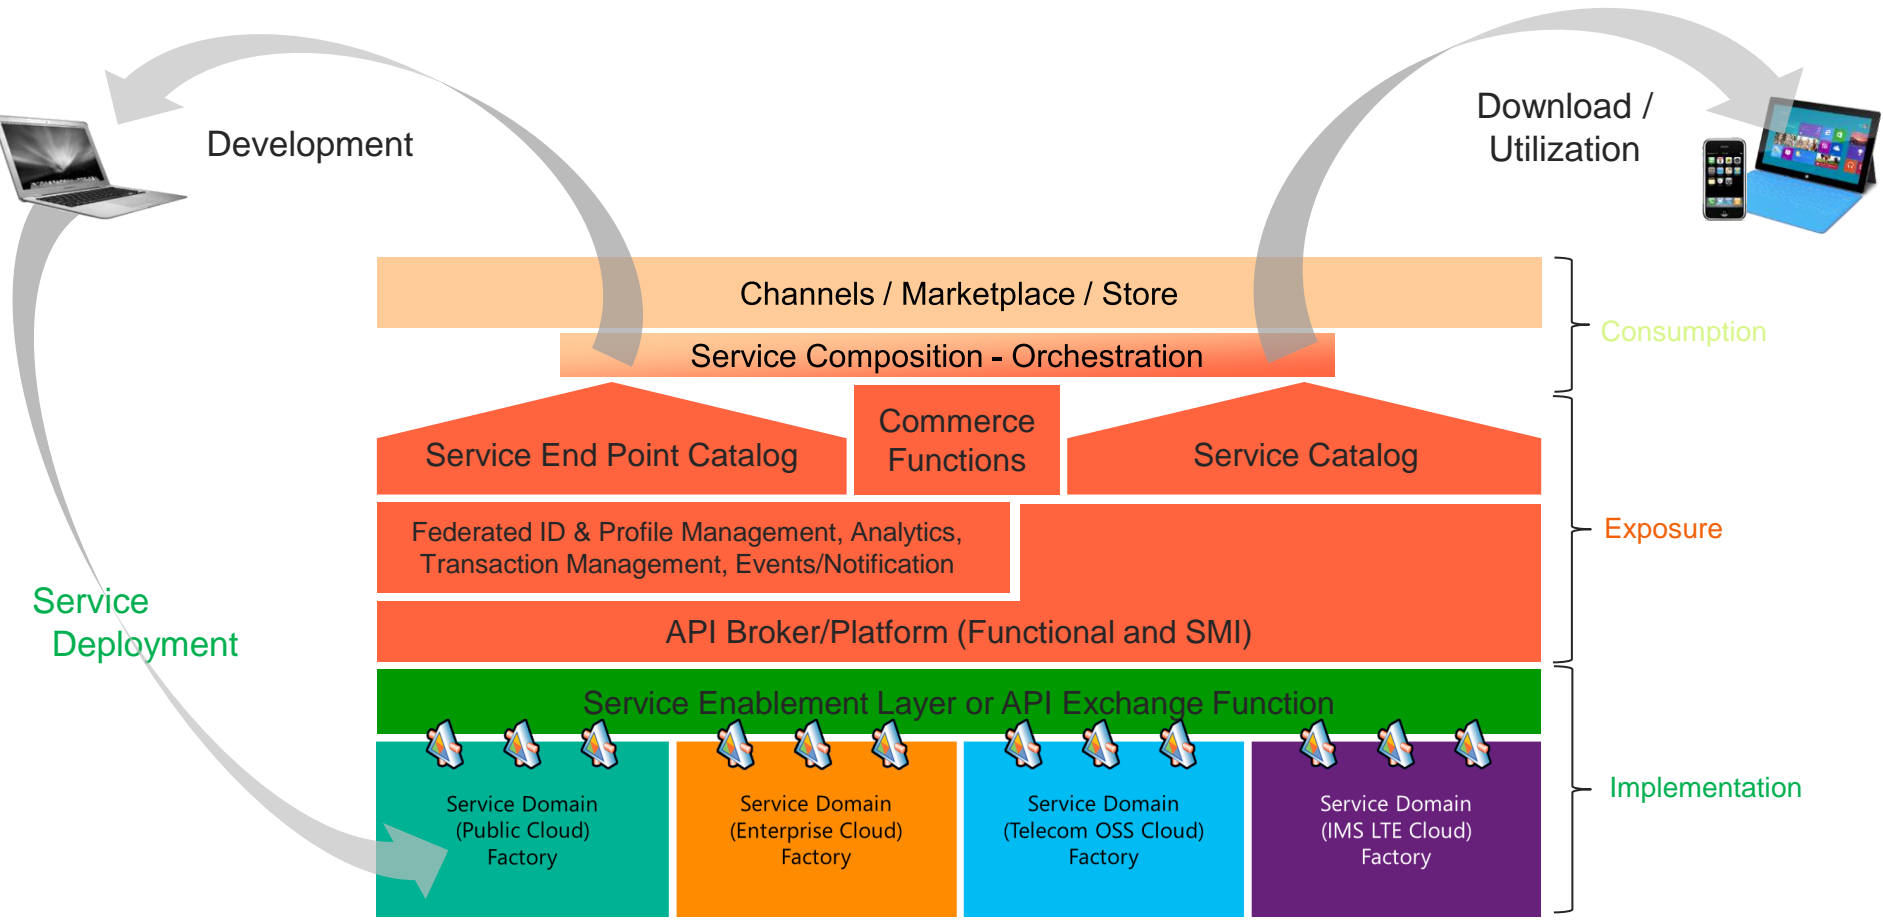 Development
Download /
Utilization
Channels / Marketplace / Store
Service Composition - Orchestration
Consumption
Service End Point Catalog
Commerce
Functions
Service Catalog
Federated ID & Profile Management, Analytics,
Transaction Management, Events/Notification
Exposure
API Broker/Platform (Functional and SMI)
Service
Deployment
Service Enablement Layer or API Exchange Function
Service Domain
(Public Cloud)
Factory
Service Domain
(Enterprise Cloud)
Factory
Service Domain
(Telecom OSS Cloud)
Factory
Service Domain
(IMS LTE Cloud)
Factory
Implementation